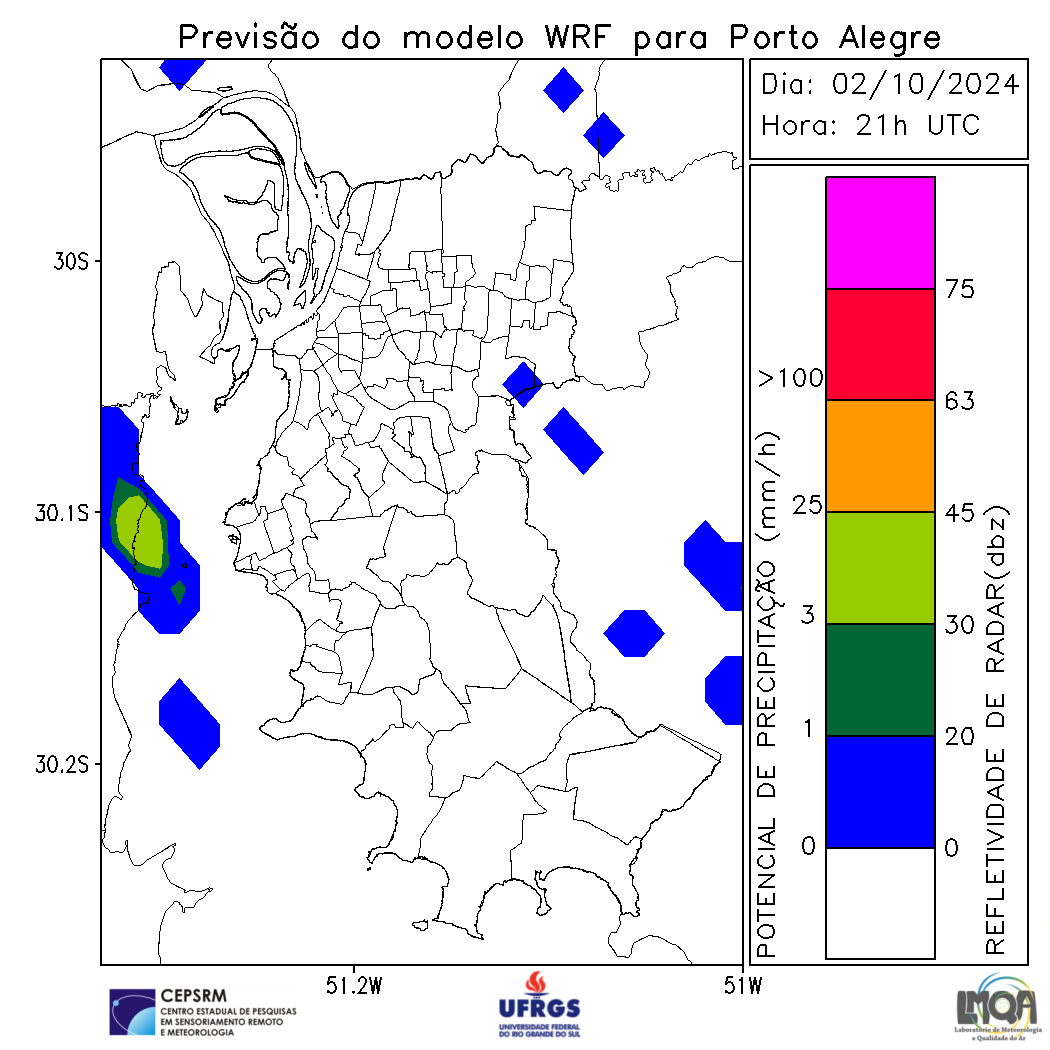 Previsão do modelo WRF para Porto Alegre
Dia: 02/10/2024
Hora: 21h UTC
30S
30.1S
30.2S
51.2W
51W
POTENCIAL DE PRECIPITAÇÃO (mm/h)
>100
25
3
1
0
75
63
45
30
20
0
REFLETIVIDADE DE RADAR(dbz)
CEPSRM
CENTRO ESTADUAL DE PESQUISAS
EM SENSORIAMENTO REMOTO
E METEOROLOGIA
UFRGS
UNIVERSIDADE FEDERAL
DO RIO GRANDE DO SUL
LMQA
Laboratório de Meteorologia
e Qualidade do Ar